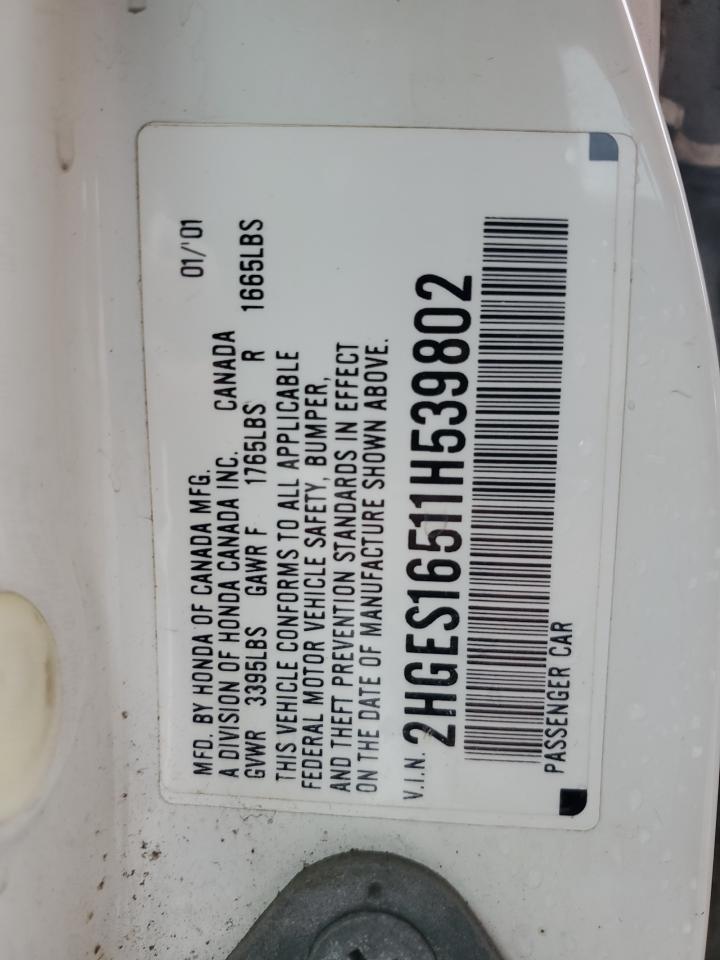 MFD. BY HONDA OF CANADA MFG. 01/'01
A DIVISION OF HONDA CANADA INC. CANADA
GVWR 3395LBS GAWR F 1765LBS R 1665LBS
THIS VEHICLE CONFORMS TO ALL APPLICABLE
FEDERAL MOTOR VEHICLE SAFETY, BUMPER,
AND THEFT PREVENTION STANDARDS IN EFFECT
ON THE DATE OF MANUFACTURE SHOWN ABOVE.
V.I.N. 2HGES16511H539802
PASSENGER CAR